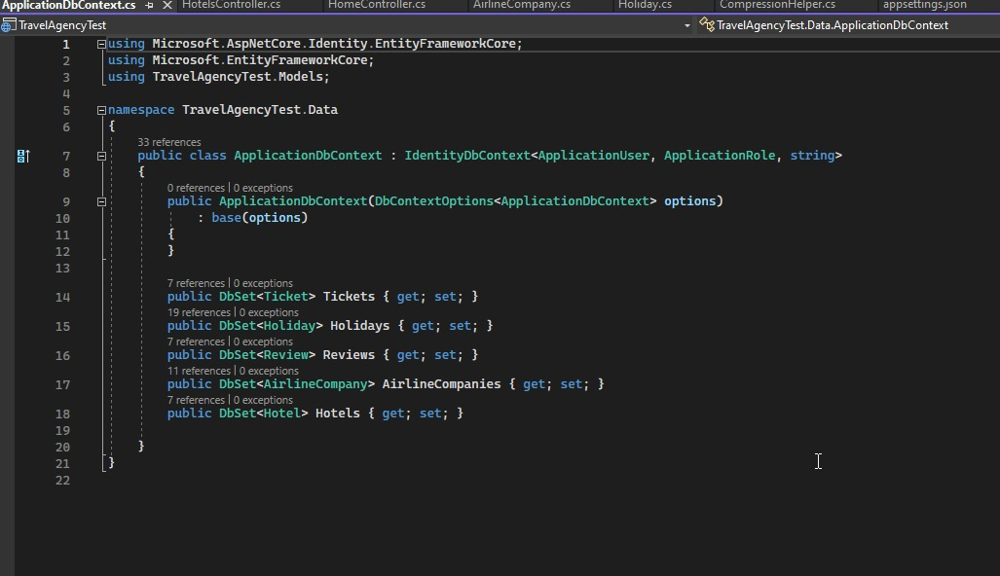 ApplicationDbContext.cs HotelsController.cs HomeController.cs AirlineCompany.cs Holiday.cs CompressionHelper.cs appsettings.json
TravelAgencyTest TravelAgencyTest.Data.ApplicationDbContext
1 using Microsoft.AspNetCore.Identity.EntityFrameworkCore;
2 using Microsoft.EntityFrameworkCore;
3 using TravelAgencyTest.Models;
4
5 namespace TravelAgencyTest.Data
6 {
33 references
7 public class ApplicationDbContext : IdentityDbContext<ApplicationUser, ApplicationRole, string>
8 {
0 references | 0 exceptions
9 public ApplicationDbContext(DbContextOptions<ApplicationDbContext> options)
10 : base(options)
11 {
12 }
13
7 references | 0 exceptions
14 public DbSet<Ticket> Tickets { get; set; }
19 references | 0 exceptions
15 public DbSet<Holiday> Holidays { get; set; }
7 references | 0 exceptions
16 public DbSet<Review> Reviews { get; set; }
11 references | 0 exceptions
17 public DbSet<AirlineCompany> AirlineCompanies { get; set; }
7 references | 0 exceptions
18 public DbSet<Hotel> Hotels { get; set; }
19
20 }
21 }
22